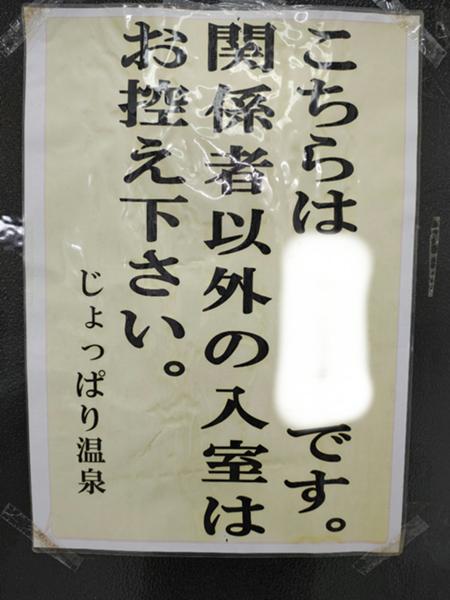 こちらは です。
関係者以外の入室は
お控え下さい。
じょっぱり温泉